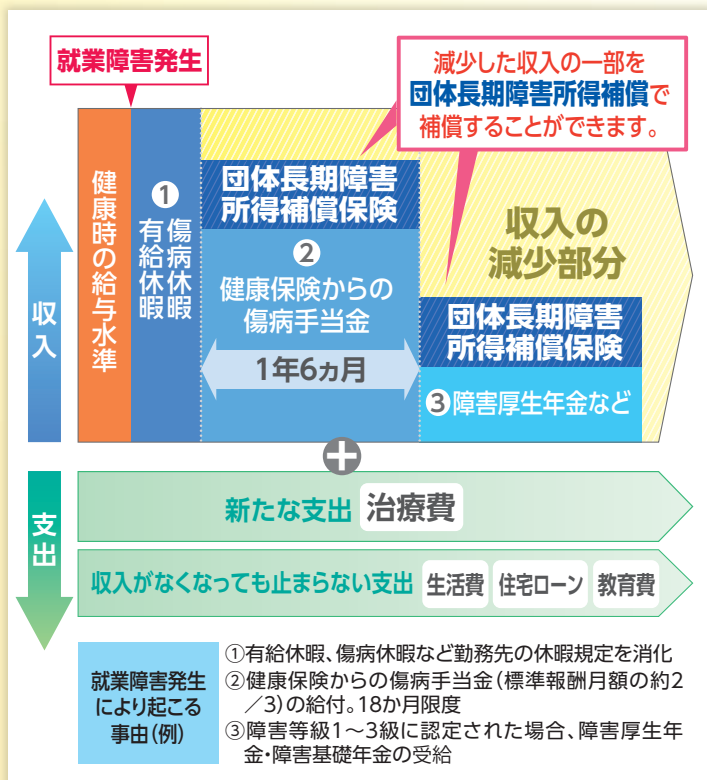 就業障害発生
減少した収入の一部を
団体長期障害所得補償で
補償することができます。
収入
健康時の給与水準
①
傷病休暇
有給休暇
団体長期障害
所得補償保険
②
健康保険からの
傷病手当金
1年6ヵ月
収入の
減少部分
団体長期障害
所得補償保険
③障害厚生年金など
+
支出
新たな支出 治療費
収入がなくなっても止まらない支出 生活費 住宅ローン 教育費
就業障害発生
により起こる
事由(例)
①有給休暇、傷病休暇など勤務先の休暇規定を消化
②健康保険からの傷病手当金(標準報酬月額の約2
/3)の給付。18か月限度
③障害等級1〜3級に認定された場合、障害厚生年
金・障害基礎年金の受給